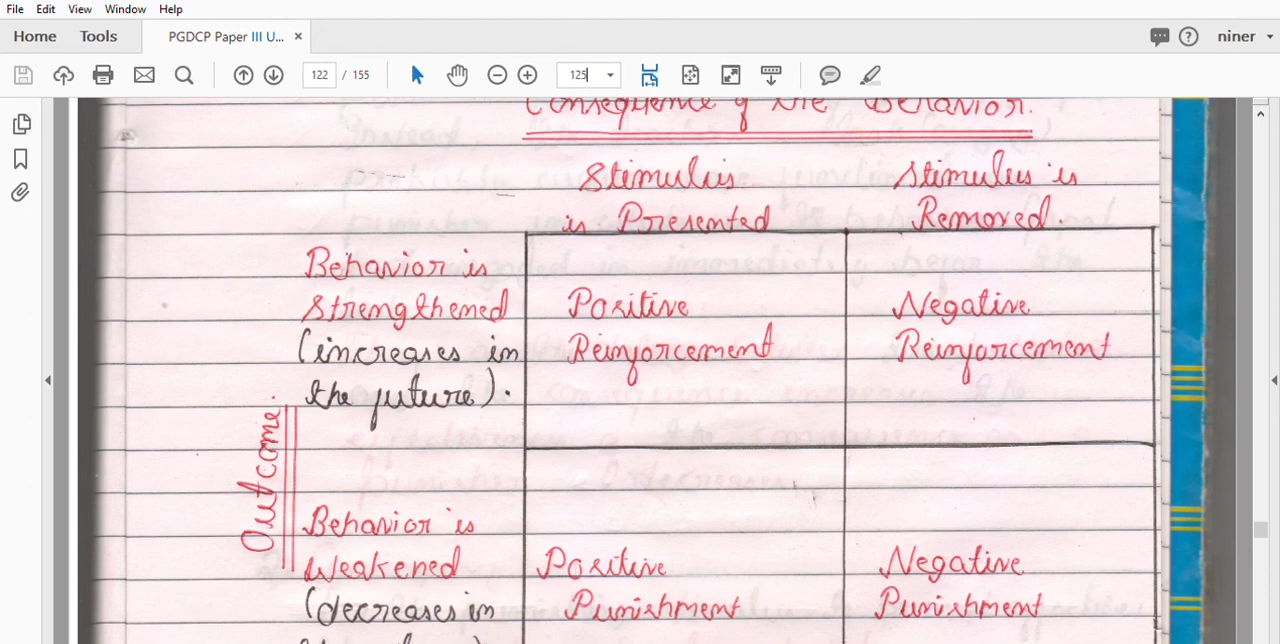 File Edit View Window Help
Home Tools PGDCP Paper III U... × niner
122 / 155 125
Consequence of the Behavior.
Stimulus Stimulus is
is Presented Removed.
Behavior is
Strengthened Positive Negative
(increases in Reinforcement Reinforcement
the future).
Outcome.
Behavior is
Weakened Positive Negative
(decreases in Punishment Punishment